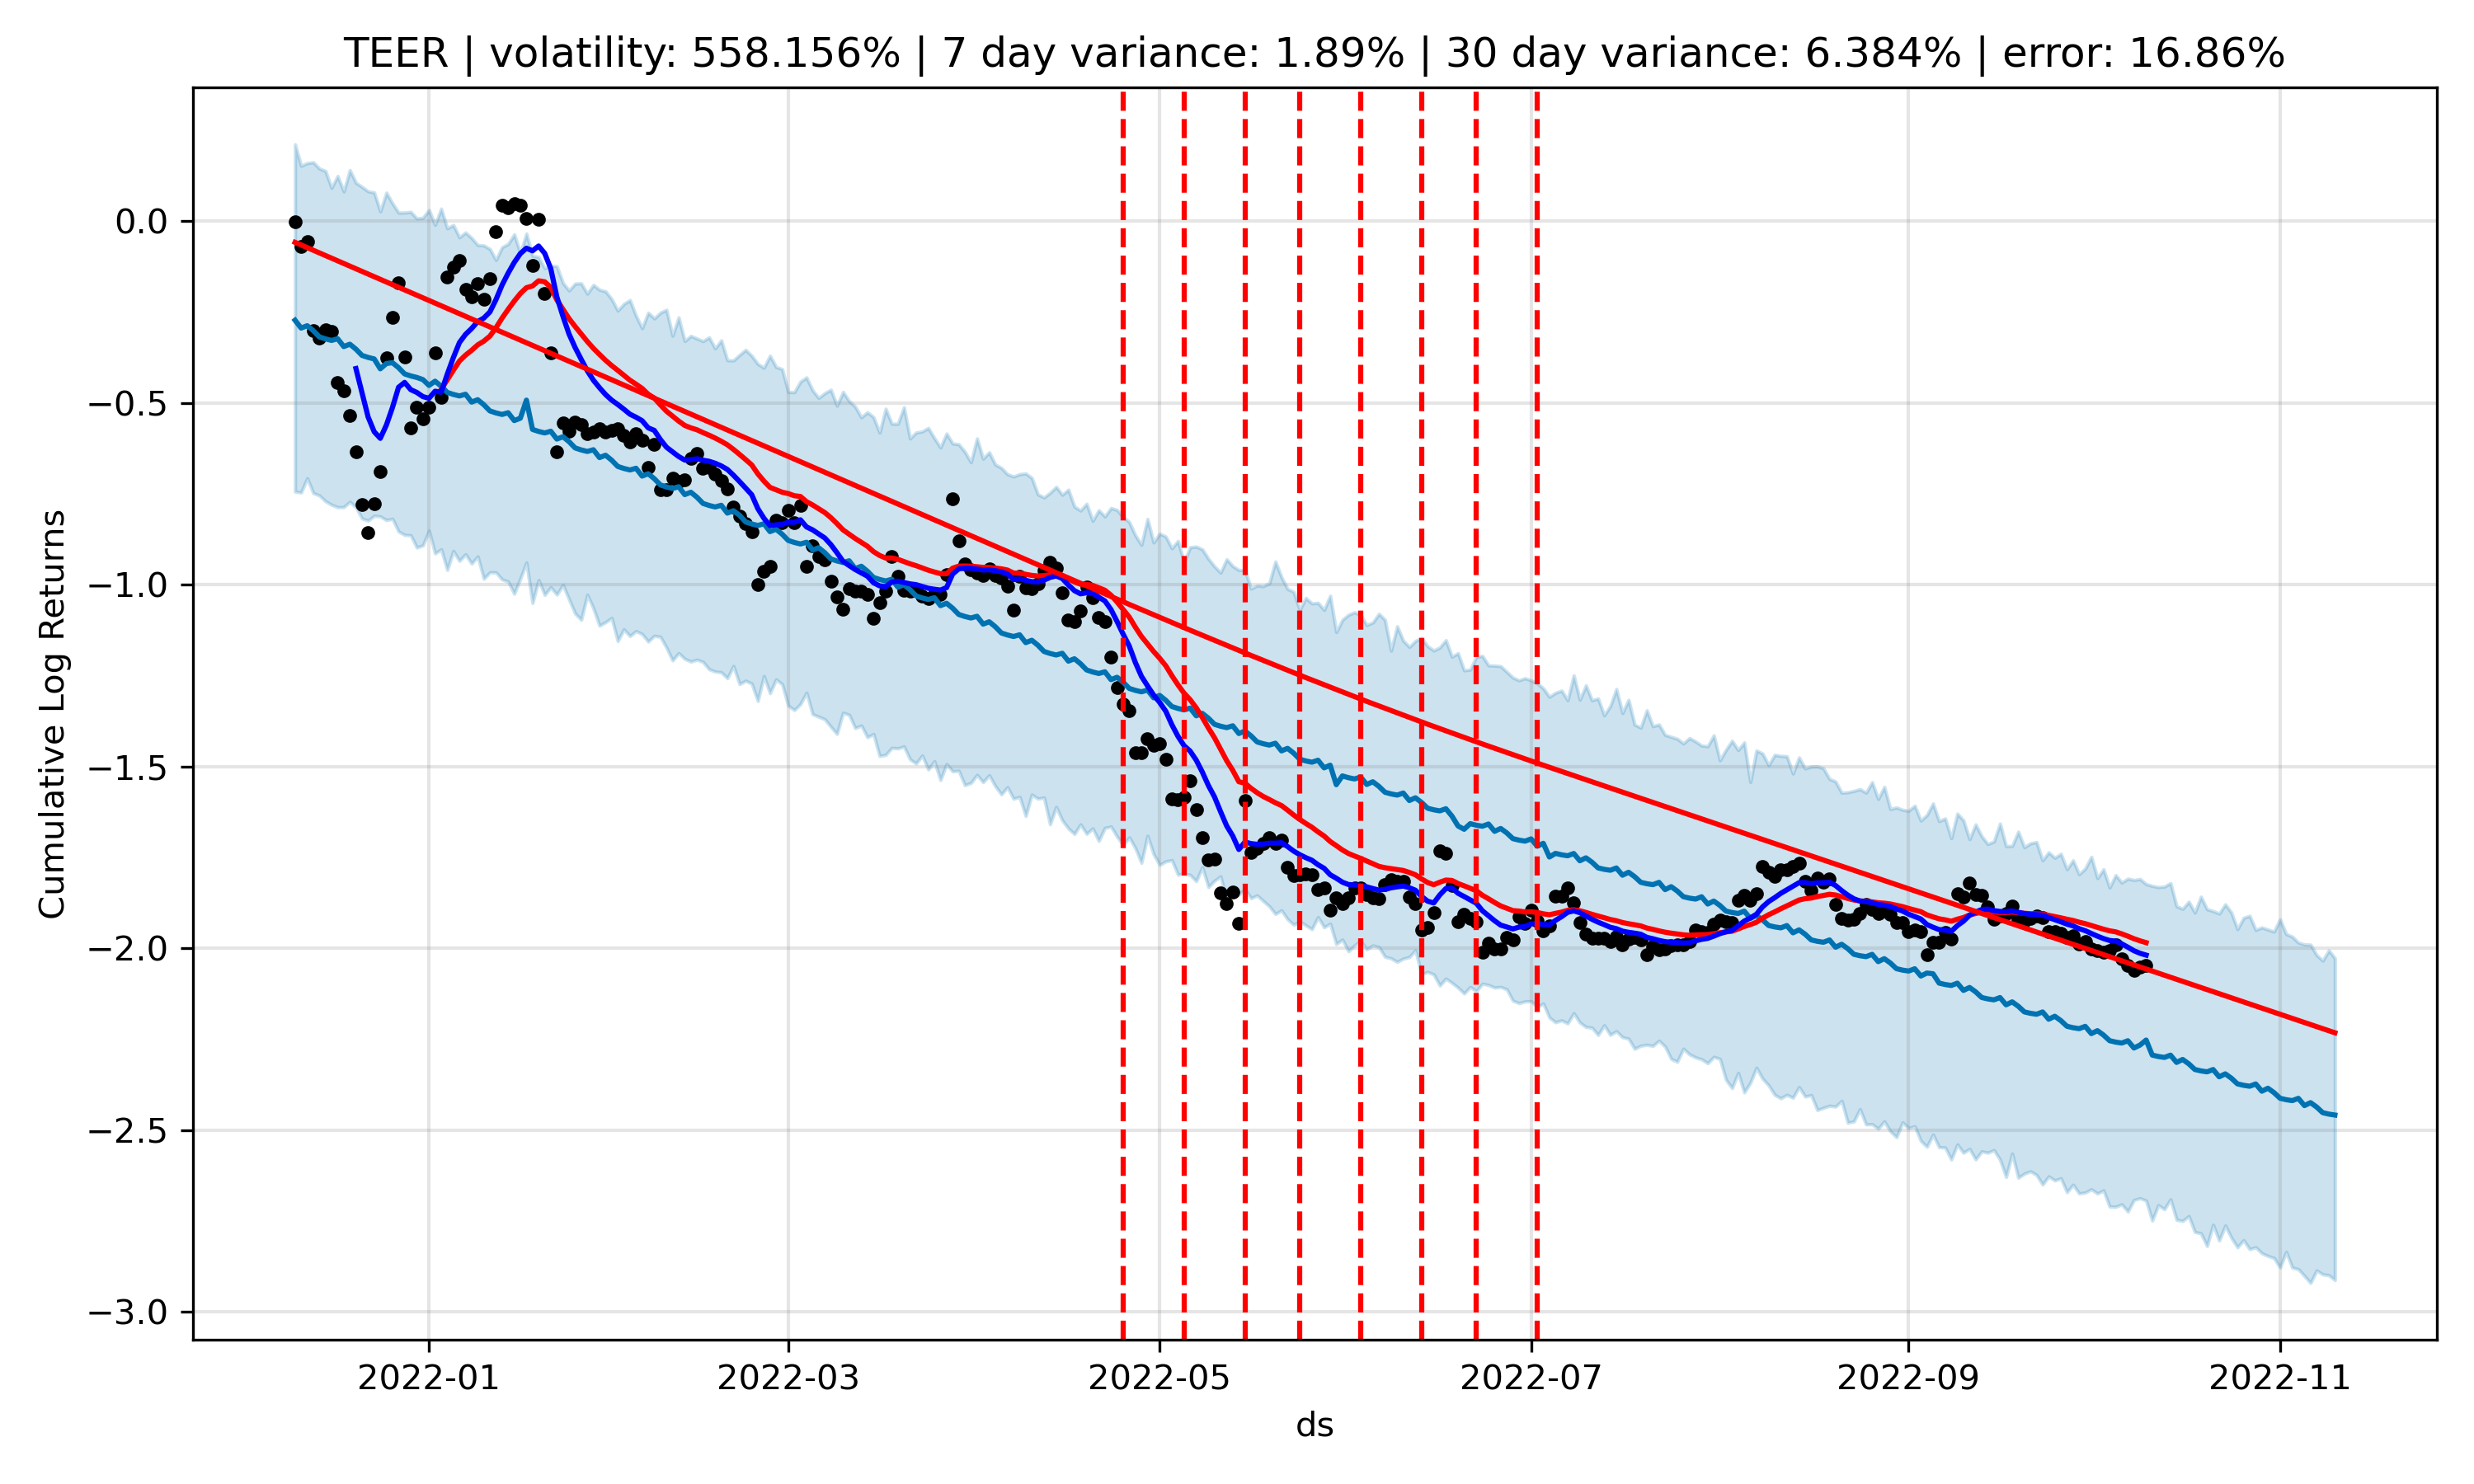 TEER | volatility: 558.156% | 7 day variance: 1.89% | 30 day variance: 6.384% | error: 16.86%
Cumulative Log Returns
0.0
−0.5
−1.0
−1.5
−2.0
−2.5
−3.0
2022-01 2022-03 2022-05 2022-07 2022-09 2022-11
ds